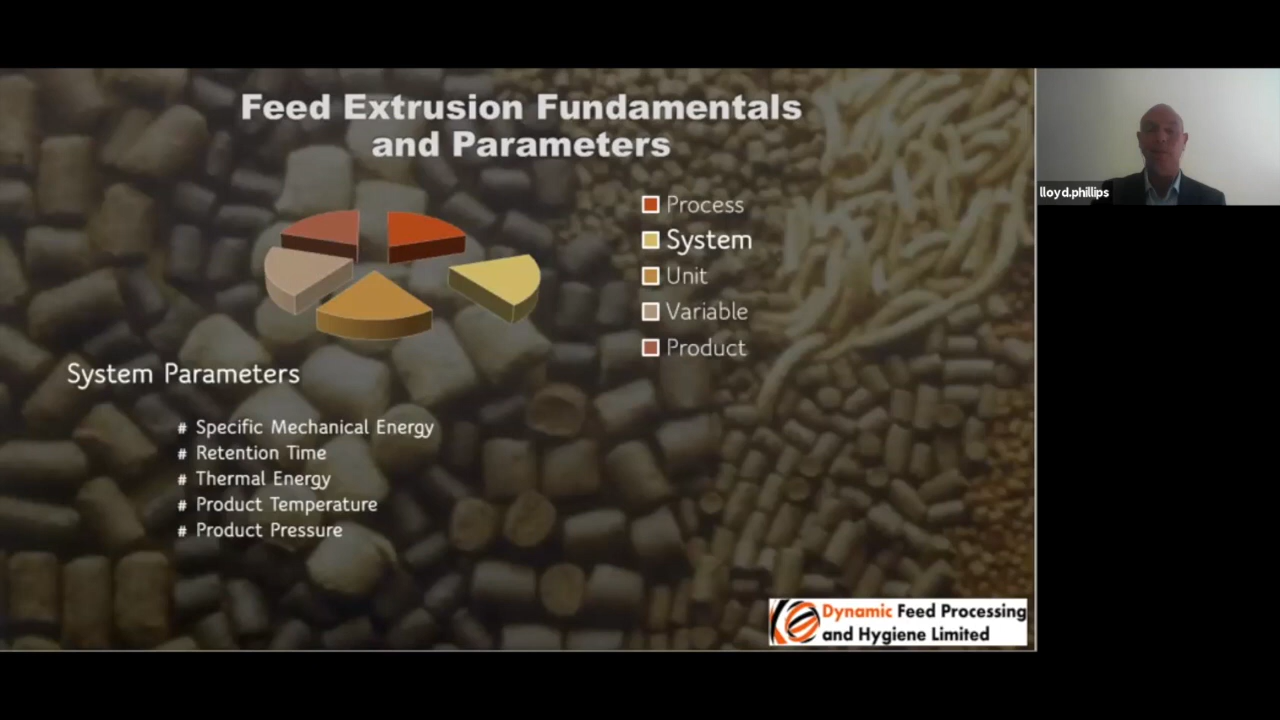 Feed Extrusion Fundamentals
and Parameters
Process
System
Unit
Variable
Product
System Parameters
# Specific Mechanical Energy
# Retention Time
# Thermal Energy
# Product Temperature
# Product Pressure
Dynamic Feed Processing
and Hygiene Limited
lloyd.phillips